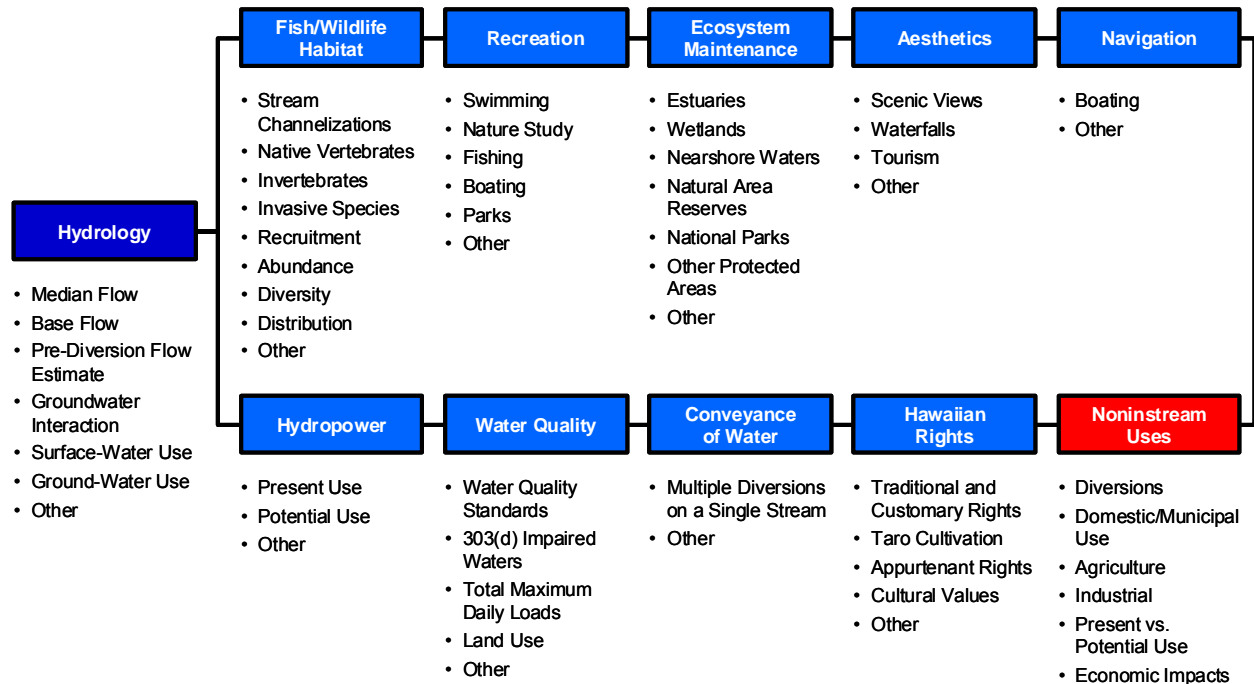 Fish/Wildlife
Habitat
• Stream
Channelizations
• Native Vertebrates
• Invertebrates
• Invasive Species
• Recruitment
• Abundance
• Diversity
• Distribution
• Other
Recreation
• Swimming
• Nature Study
• Fishing
• Boating
• Parks
• Other
Ecosystem
Maintenance
• Estuaries
• Wetlands
• Nearshore Waters
• Natural Area
Reserves
• National Parks
• Other Protected
Areas
• Other
Aesthetics
• Scenic Views
• Waterfalls
• Tourism
• Other
Navigation
• Boating
• Other
Hydrology
• Median Flow
• Base Flow
• Pre-Diversion Flow
Estimate
• Groundwater
Interaction
• Surface-Water Use
• Ground-Water Use
• Other
Hydropower
• Present Use
• Potential Use
• Other
Water Quality
• Water Quality
Standards
• 303(d) Impaired
Waters
• Total Maximum
Daily Loads
• Land Use
• Other
Conveyance
of Water
• Multiple Diversions
on a Single Stream
• Other
Hawaiian
Rights
• Traditional and
Customary Rights
• Taro Cultivation
• Appurtenant Rights
• Cultural Values
• Other
Noninstream
Uses
• Diversions
• Domestic/Municipal
Use
• Agriculture
• Industrial
• Present vs.
Potential Use
• Economic Impacts